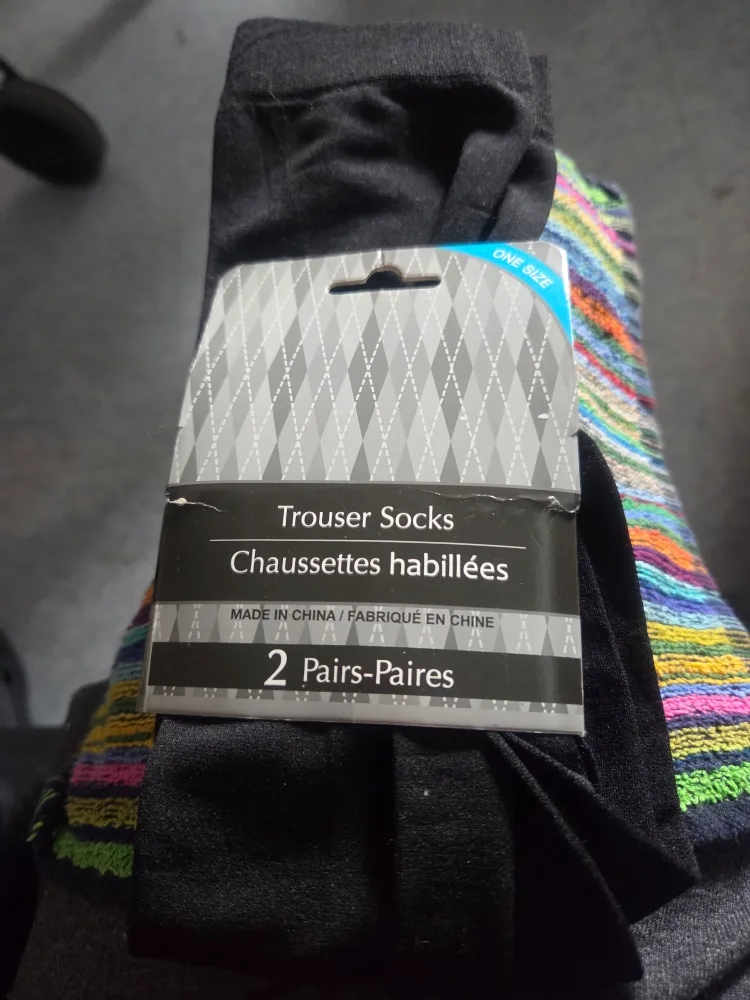 ONE SIZE
Trouser Socks
Chaussettes habillées
MADE IN CHINA / FABRIQUÉ EN CHINE
2 Pairs-Paires